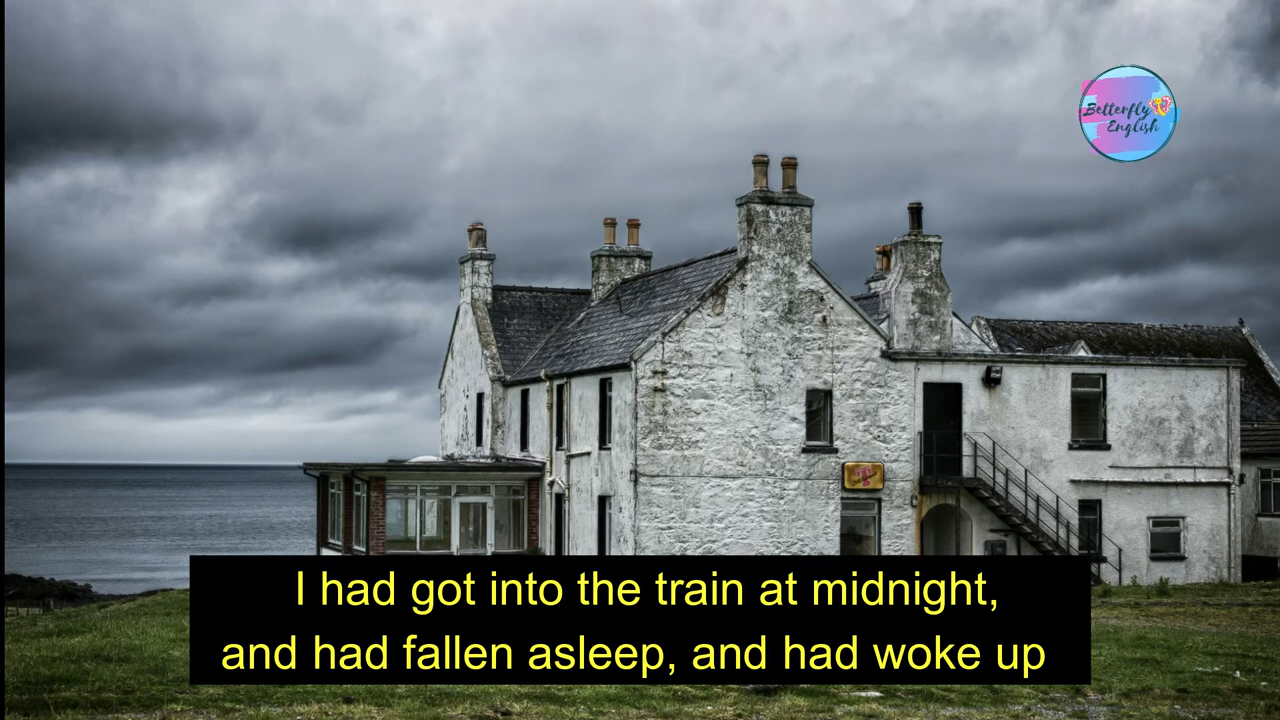 Betterfly
English
T
I had got into the train at midnight,
and had fallen asleep, and had woke up